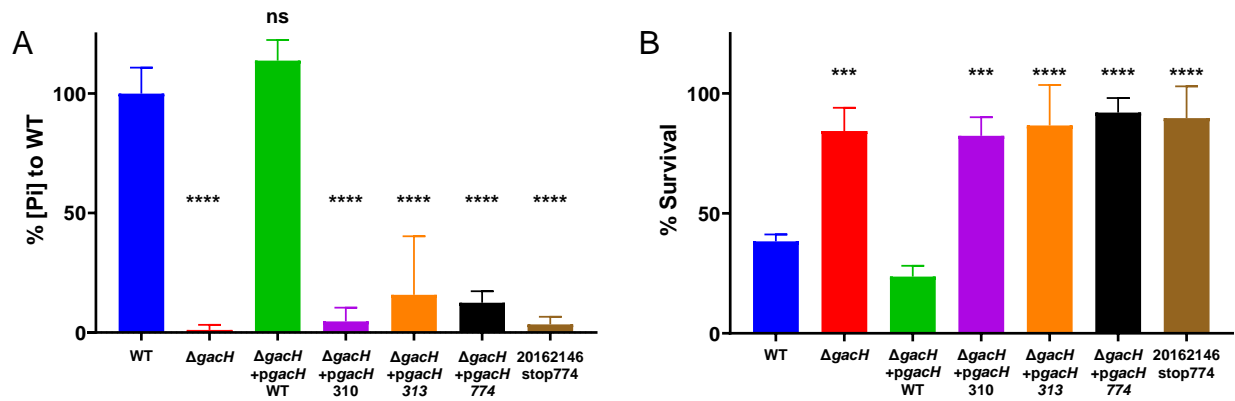 A
% [Pi] to WT
100
50
0
ns
****
****
****
****
****
WT
ΔgacH
ΔgacH
+pgacH
WT
ΔgacH
+pgacH
310
ΔgacH
+pgacH
313
ΔgacH
+pgacH
774
20162146
stop774
B
% Survival
100
50
0
***
***
****
****
****
WT
ΔgacH
ΔgacH
+pgacH
WT
ΔgacH
+pgacH
310
ΔgacH
+pgacH
313
ΔgacH
+pgacH
774
20162146
stop774